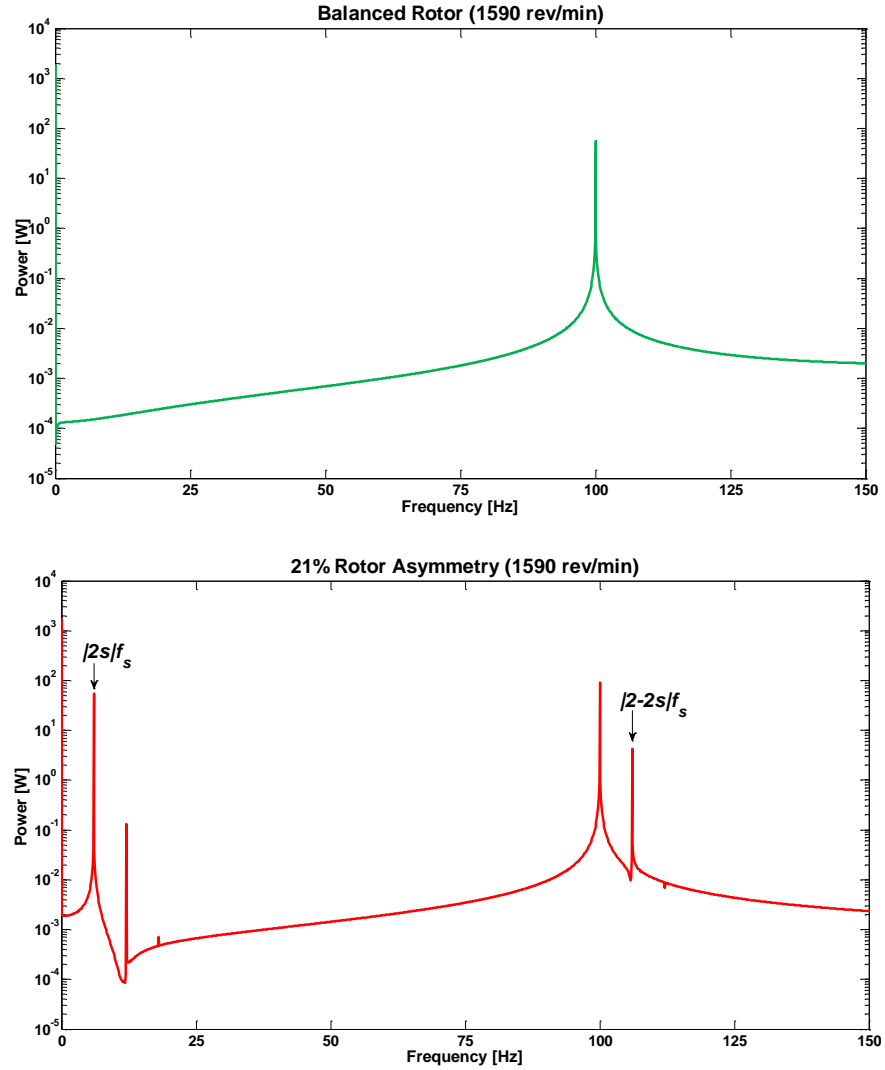 Balanced Rotor (1590 rev/min)
10^4
10^3
10^2
10^1
10^0
10^-1
10^-2
10^-3
10^-4
10^-5
Power [W]
0 25 50 75 100 125 150
Frequency [Hz]
21% Rotor Asymmetry (1590 rev/min)
10^4
10^3
10^2
10^1
10^0
10^-1
10^-2
10^-3
10^-4
10^-5
Power [W]
|2s|f_s
|2-2s|f_s
0 25 50 75 100 125 150
Frequency [Hz]